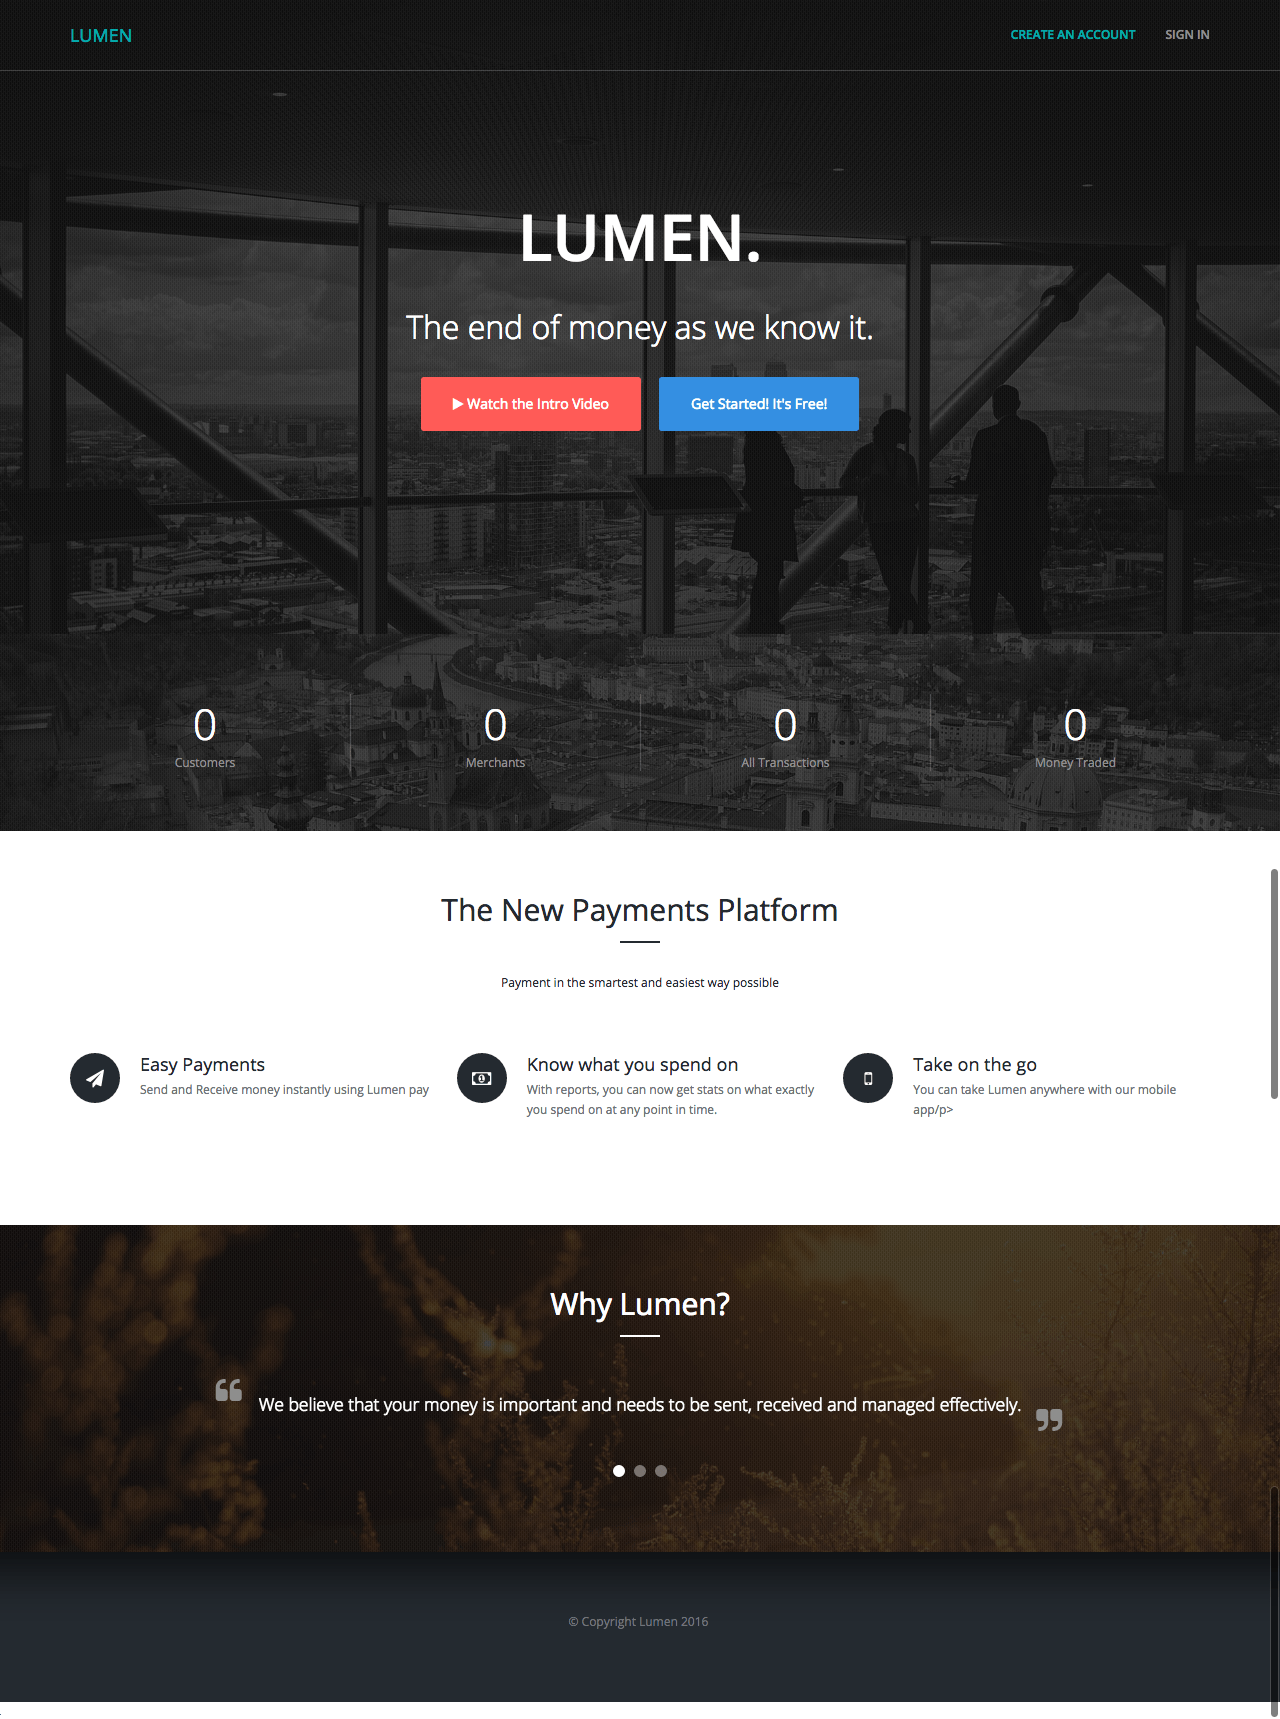 LUMEN
CREATE AN ACCOUNT
SIGN IN
LUMEN.
The end of money as we know it.
Watch the Intro Video
Get Started! It's Free!
0
Customers
0
Merchants
0
All Transactions
0
Money Traded
The New Payments Platform
Payment in the smartest and easiest way possible
Easy Payments
Send and Receive money instantly using Lumen pay
Know what you spend on
With reports, you can now get stats on what exactly
you spend on at any point in time.
Take on the go
You can take Lumen anywhere with our mobile
app/p>
Why Lumen?
“ We believe that your money is important and needs to be sent, received and managed effectively. ”
© Copyright Lumen 2016